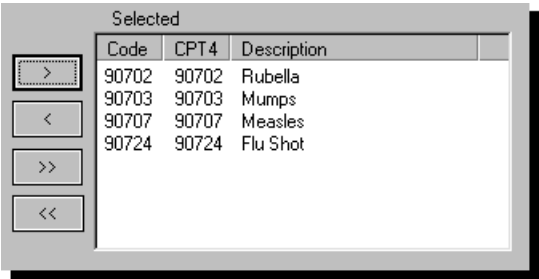 Selected
Code CPT4 Description
> 90702 90702 Rubella
90703 90703 Mumps
< 90707 90707 Measles
90724 90724 Flu Shot
>>
<<